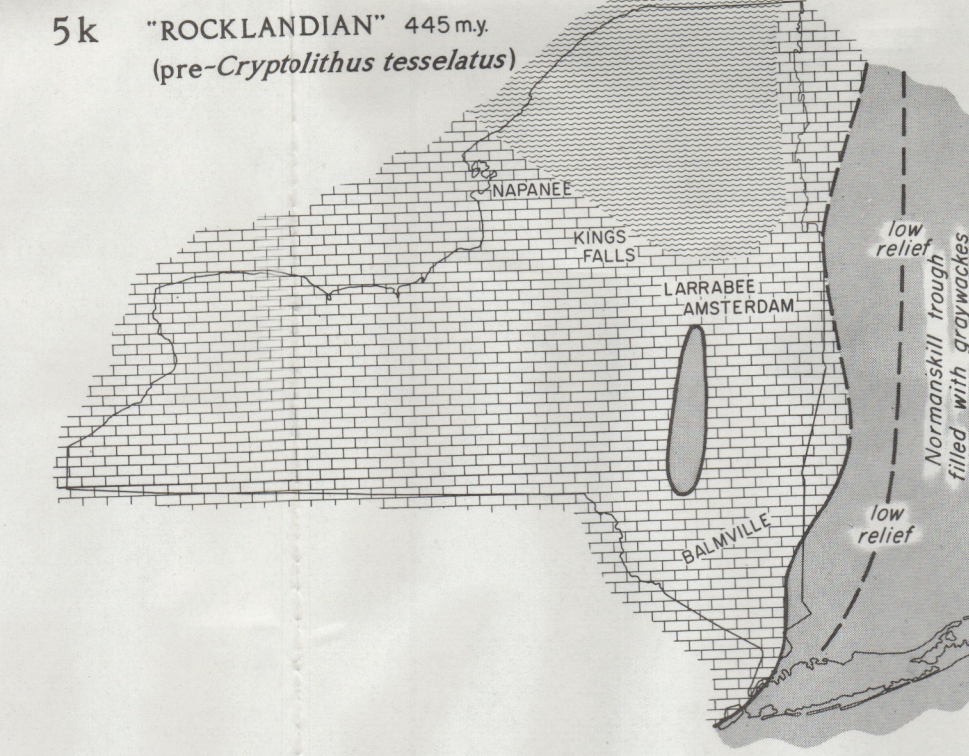 5k "ROCKLANDIAN" 445 m.y.
(pre-Cryptolithus tesselatus)
NAPANEE
KINGS
FALLS
LARRABEE
AMSTERDAM
BALMVILLE
low
relief
Normanskill trough
filled with graywackes
low
relief